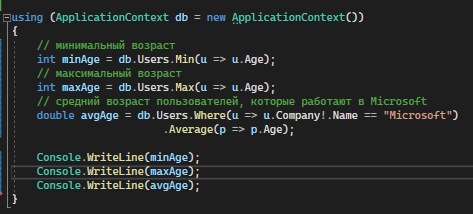 using (ApplicationContext db = new ApplicationContext())
{
// минимальный возраст
int minAge = db.Users.Min(u => u.Age);
// максимальный возраст
int maxAge = db.Users.Max(u => u.Age);
// средний возраст пользователей, которые работают в Microsoft
double avgAge = db.Users.Where(u => u.Company!.Name == "Microsoft")
.Average(p => p.Age);
Console.WriteLine(minAge);
Console.WriteLine(maxAge);
Console.WriteLine(avgAge);
}